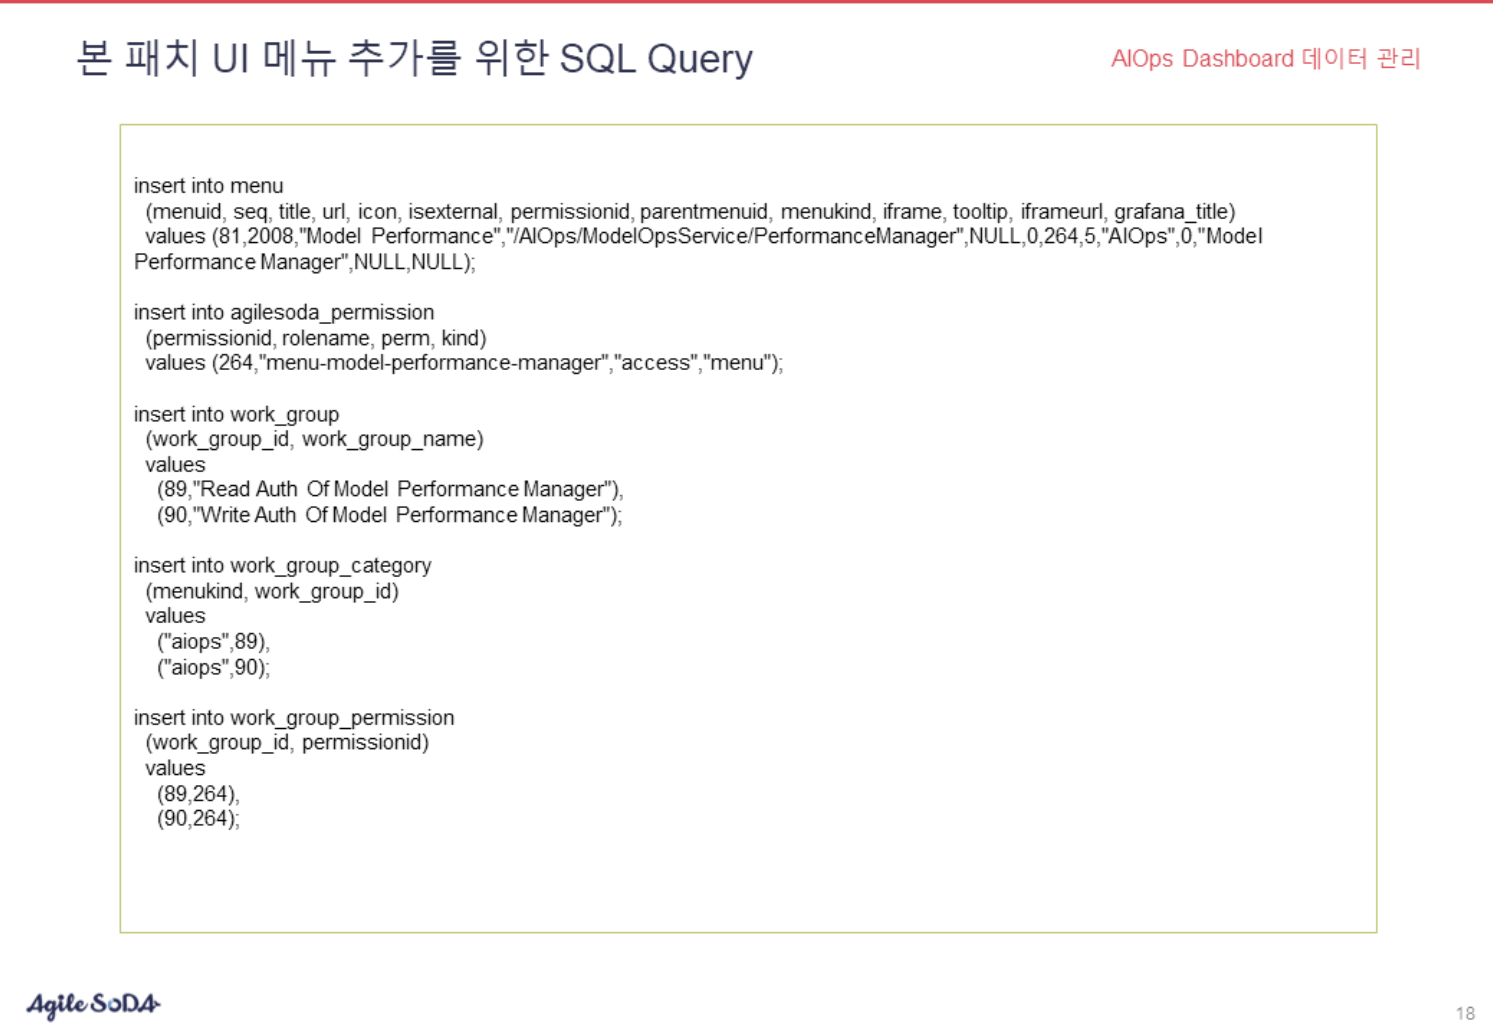 본 패치 UI 메뉴 추가를 위한 SQL Query
AIOps Dashboard 데이터 관리
insert into menu
(menuid, seq, title, url, icon, isexternal, permissionid, parentmenuid, menukind, iframe, tooltip, iframeurl, grafana_title)
values (81,2008,"Model Performance","/AIOps/ModelOpsService/PerformanceManager",NULL,0,264,5,"AIOps",0,"Model
Performance Manager",NULL,NULL);
insert into agilesoda_permission
(permissionid, rolename, perm, kind)
values (264,"menu-model-performance-manager","access","menu");
insert into work_group
(work_group_id, work_group_name)
values
(89,"Read Auth Of Model Performance Manager"),
(90,"Write Auth Of Model Performance Manager");
insert into work_group_category
(menukind, work_group_id)
values
("aiops",89),
("aiops",90);
insert into work_group_permission
(work_group_id, permissionid)
values
(89,264),
(90,264);
Agile SoDA
18